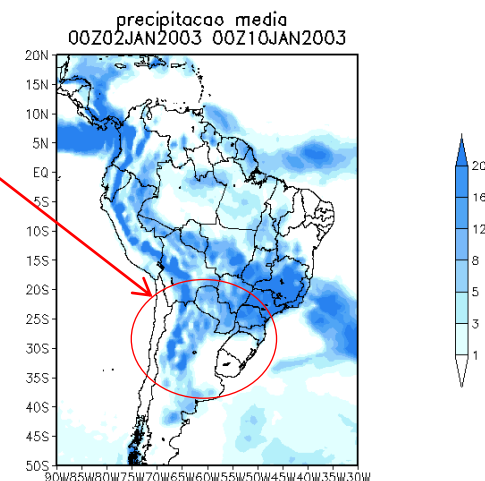 precipitacao media
00Z02JAN2003 00Z10JAN2003
20N
15N
10N
5N
EQ
5S
10S
15S
20S
25S
30S
35S
40S
45S
50S
90W85W80W75W70W65W60W55W50W45W40W35W30W
20
16
12
8
5
3
1